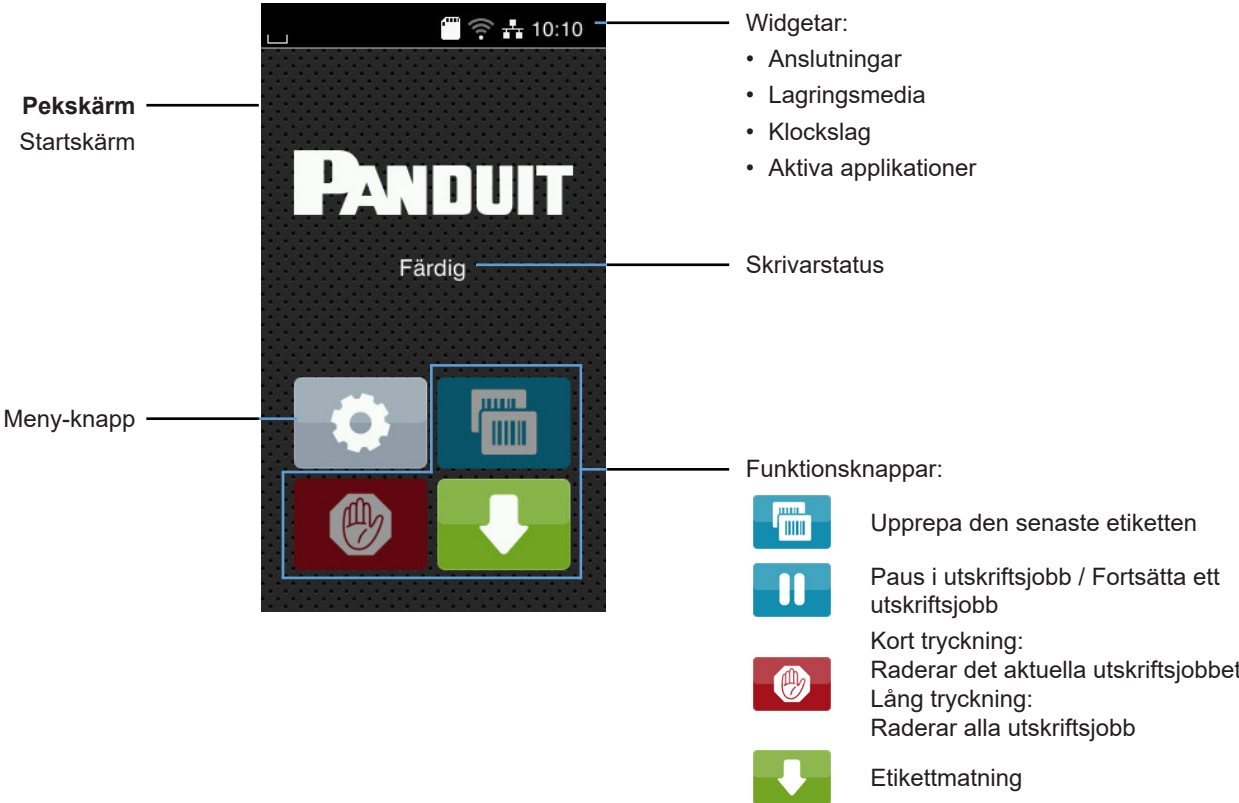 10:10
Pekskärm
Startskärm
PANDUIT
Färdig
Meny-knapp
Widgetar:
• Anslutningar
• Lagringsmedia
• Klockslag
• Aktiva applikationer
Skrivarstatus
Funktionsknappar:
Upprepa den senaste etiketten
Paus i utskriftsjobb / Fortsätta ett
utskriftsjobb
Kort tryckning:
Raderar det aktuella utskriftsjobbet
Lång tryckning:
Raderar alla utskriftsjobb
Etikettmatning